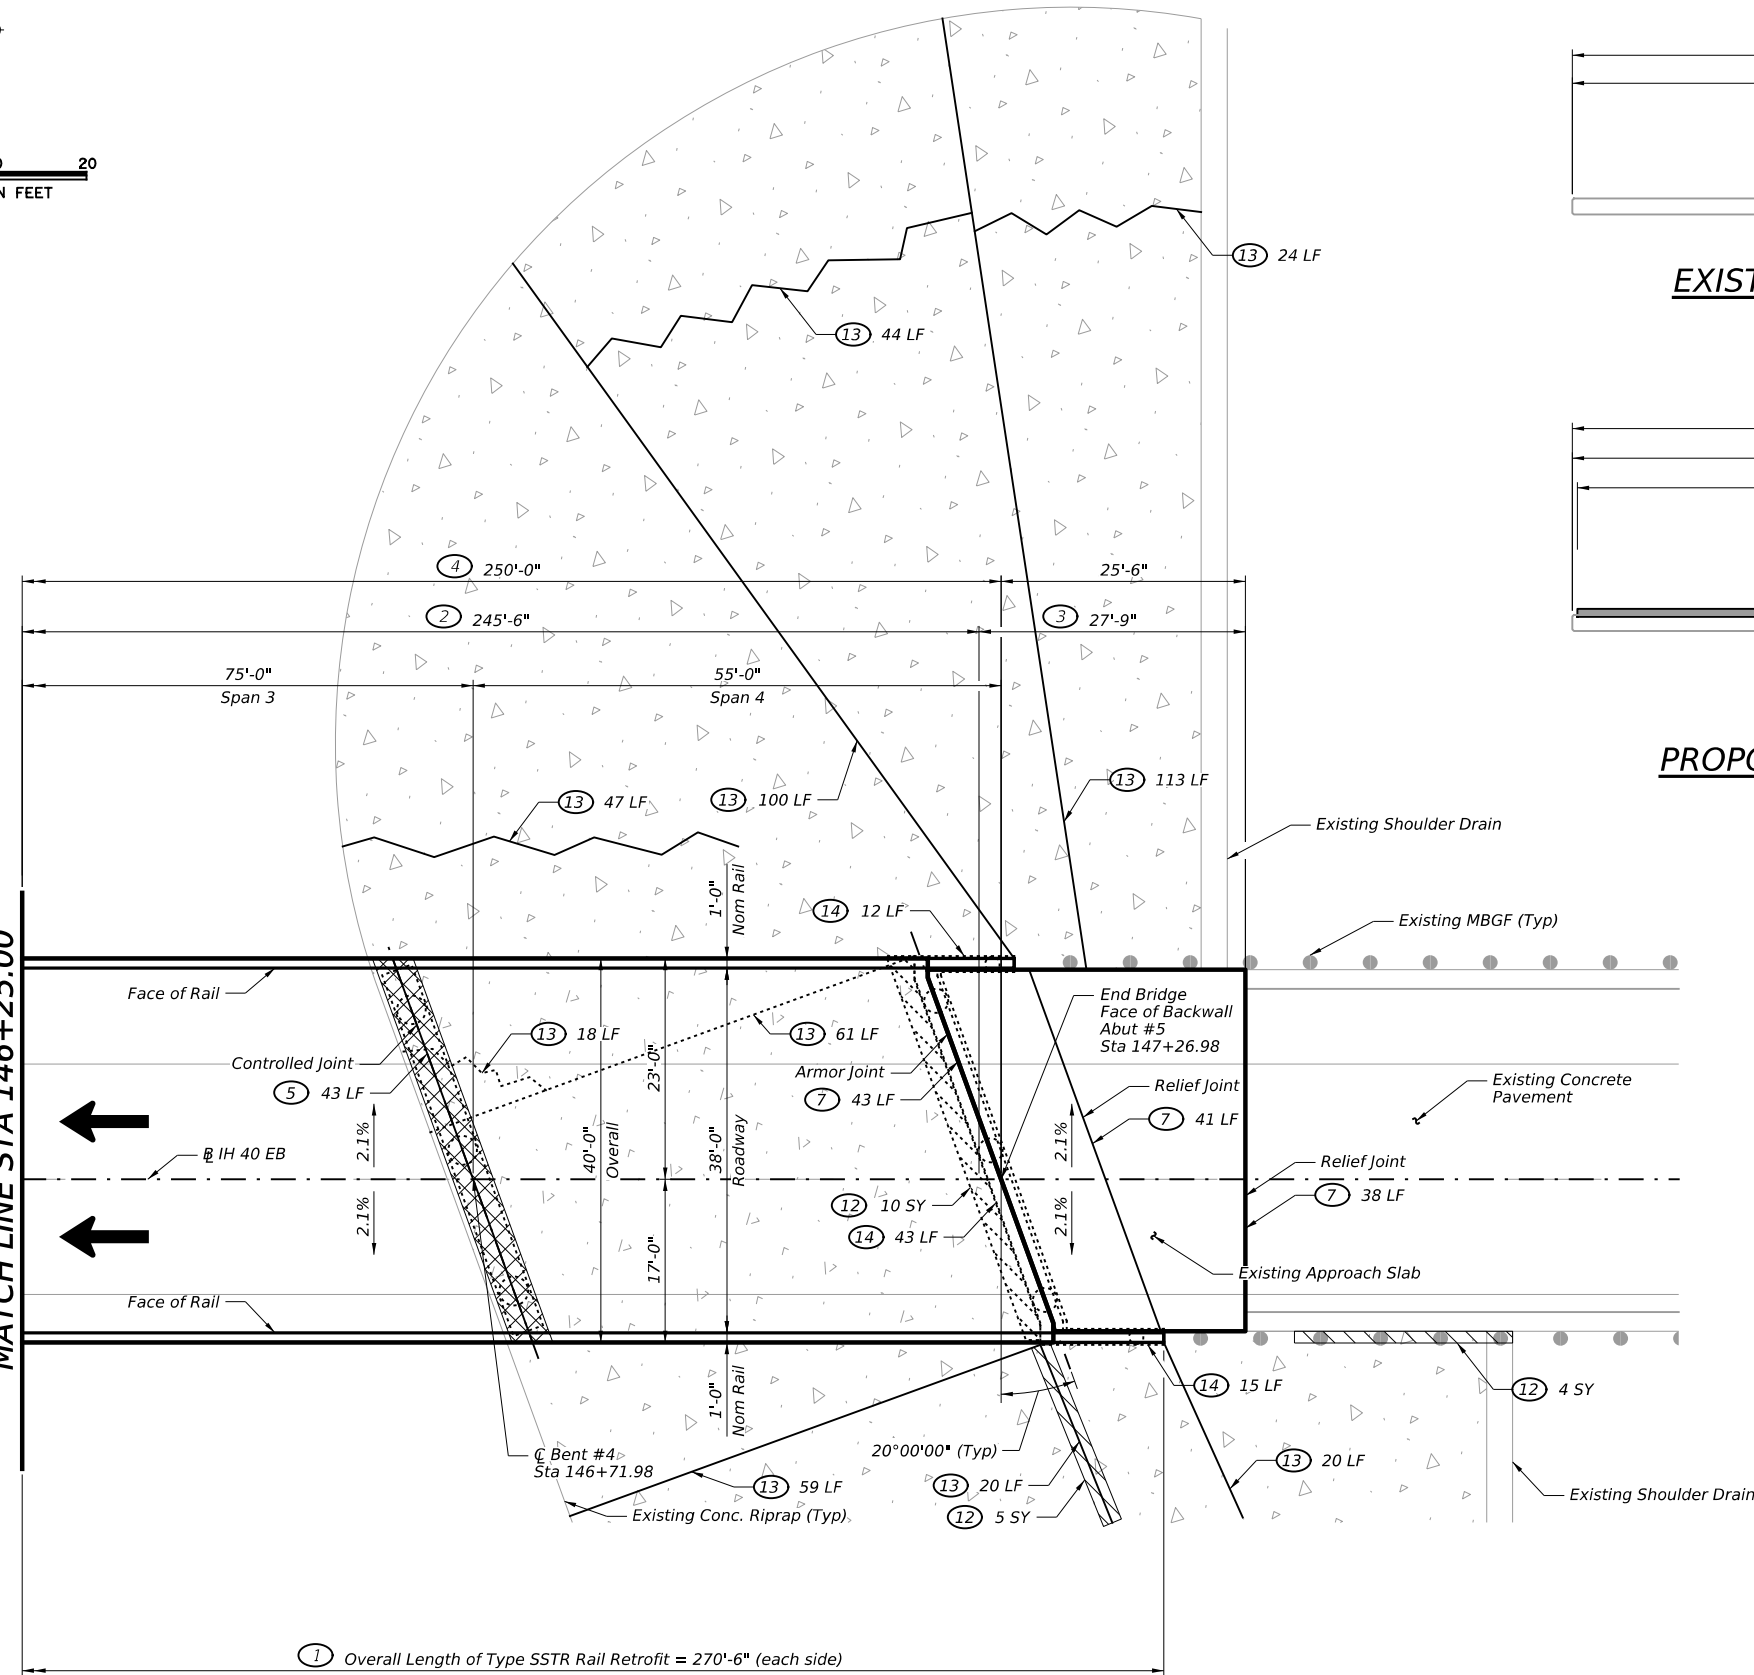 20
N FEET
EXIST
PROPO
13 24 LF
13 44 LF
4 250'-0"
25'-6"
2 245'-6"
3 27'-9"
75'-0"
Span 3
55'-0"
Span 4
13 113 LF
13 47 LF
13 100 LF
Existing Shoulder Drain
1'-0"
Nom Rail
14 12 LF
Existing MBGF (Typ)
MATCH LINE STA 146+25.00
Face of Rail
End Bridge
Face of Backwall
Abut #5
Sta 147+26.98
13 18 LF
13 61 LF
Controlled Joint
5 43 LF
23'-0"
Armor Joint
7 43 LF
Relief Joint
7 41 LF
Existing Concrete
Pavement
2.1%
40'-0"
Overall
38'-0"
Roadway
2.1%
℄ IH 40 EB
Relief Joint
7 38 LF
2.1%
12 10 SY
14 43 LF
2.1%
17'-0"
Existing Approach Slab
Face of Rail
1'-0"
Nom Rail
14 15 LF
12 4 SY
℄ Bent #4
Sta 146+71.98
20°00'00" (Typ)
13 59 LF
13 20 LF
13 20 LF
Existing Shoulder Drain
Existing Conc. Riprap (Typ)
12 5 SY
1 Overall Length of Type SSTR Rail Retrofit = 270'-6" (each side)